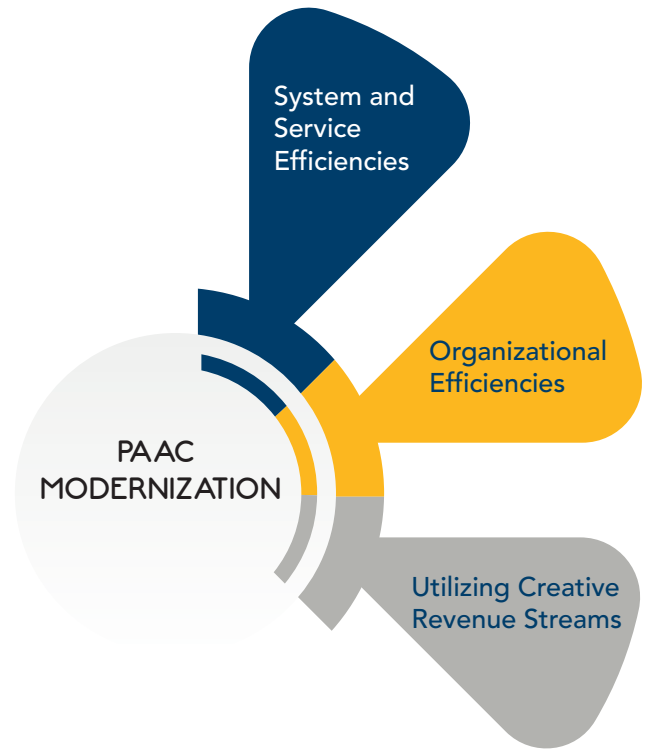 System and
Service
Efficiencies
Organizational
Efficiencies
PAAC
MODERNIZATION
Utilizing Creative
Revenue Streams